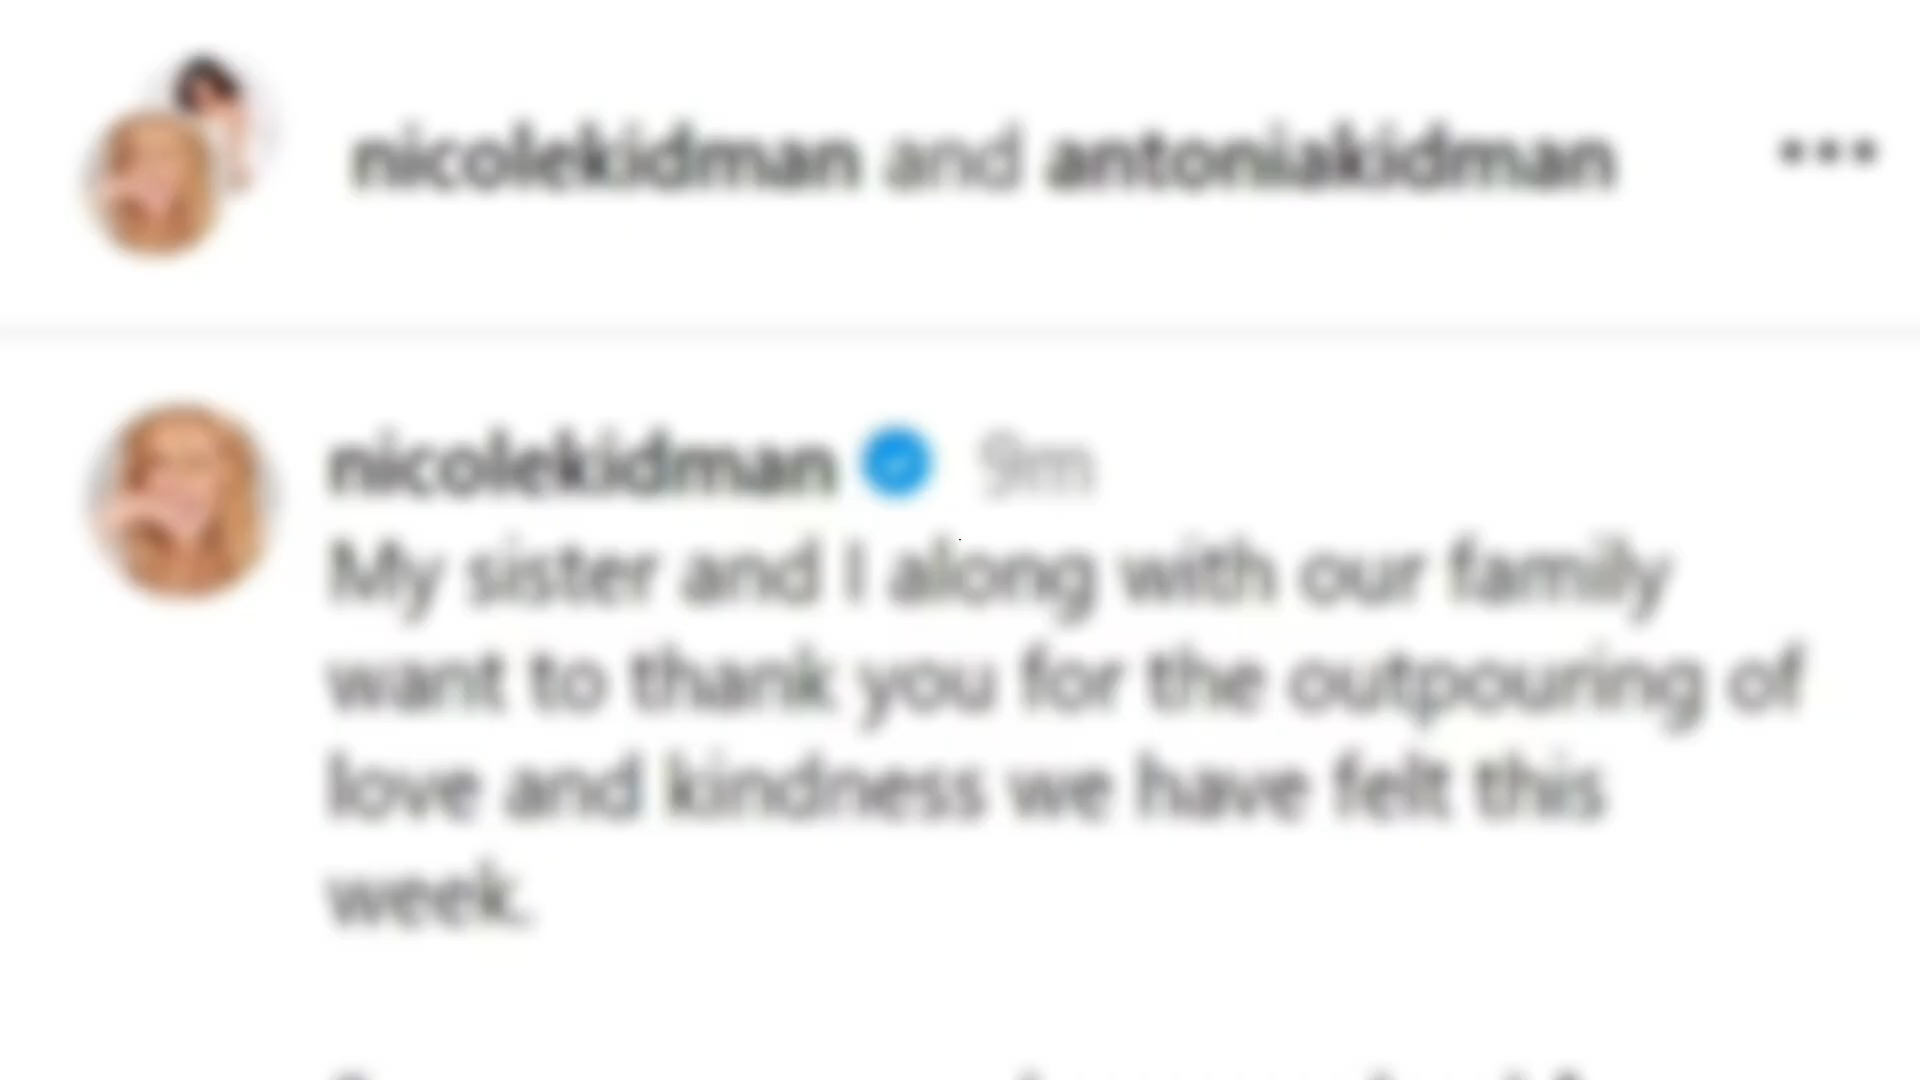 nicolekidman and antoniakidman
nicolekidman 9m
My sister and I along with our family
want to thank you for the outpouring of
love and kindness we have felt this
week.